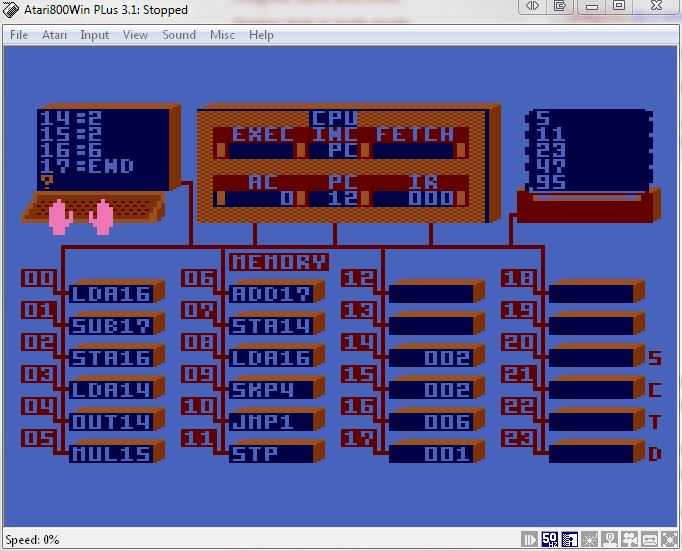 Atari800Win PLus 3.1: Stopped
File Atari Input View Sound Misc Help
14=2
15=2
16=6
17=END
?
CPU
EXEC INC FETCH
PC
AC PC IR
0 12 000
5
11
23
47
95
MEMORY
00 LDA16
01 SUB17
02 STA16
03 LDA14
04 OUT14
05 MUL15
06 ADD17
07 STA14
08 LDA16
09 SKP4
10 JMP1
11 STP
12
13
14 002
15 002
16 006
17 001
18
19
20 S
21 C
22 T
23 D
Speed: 0%
50